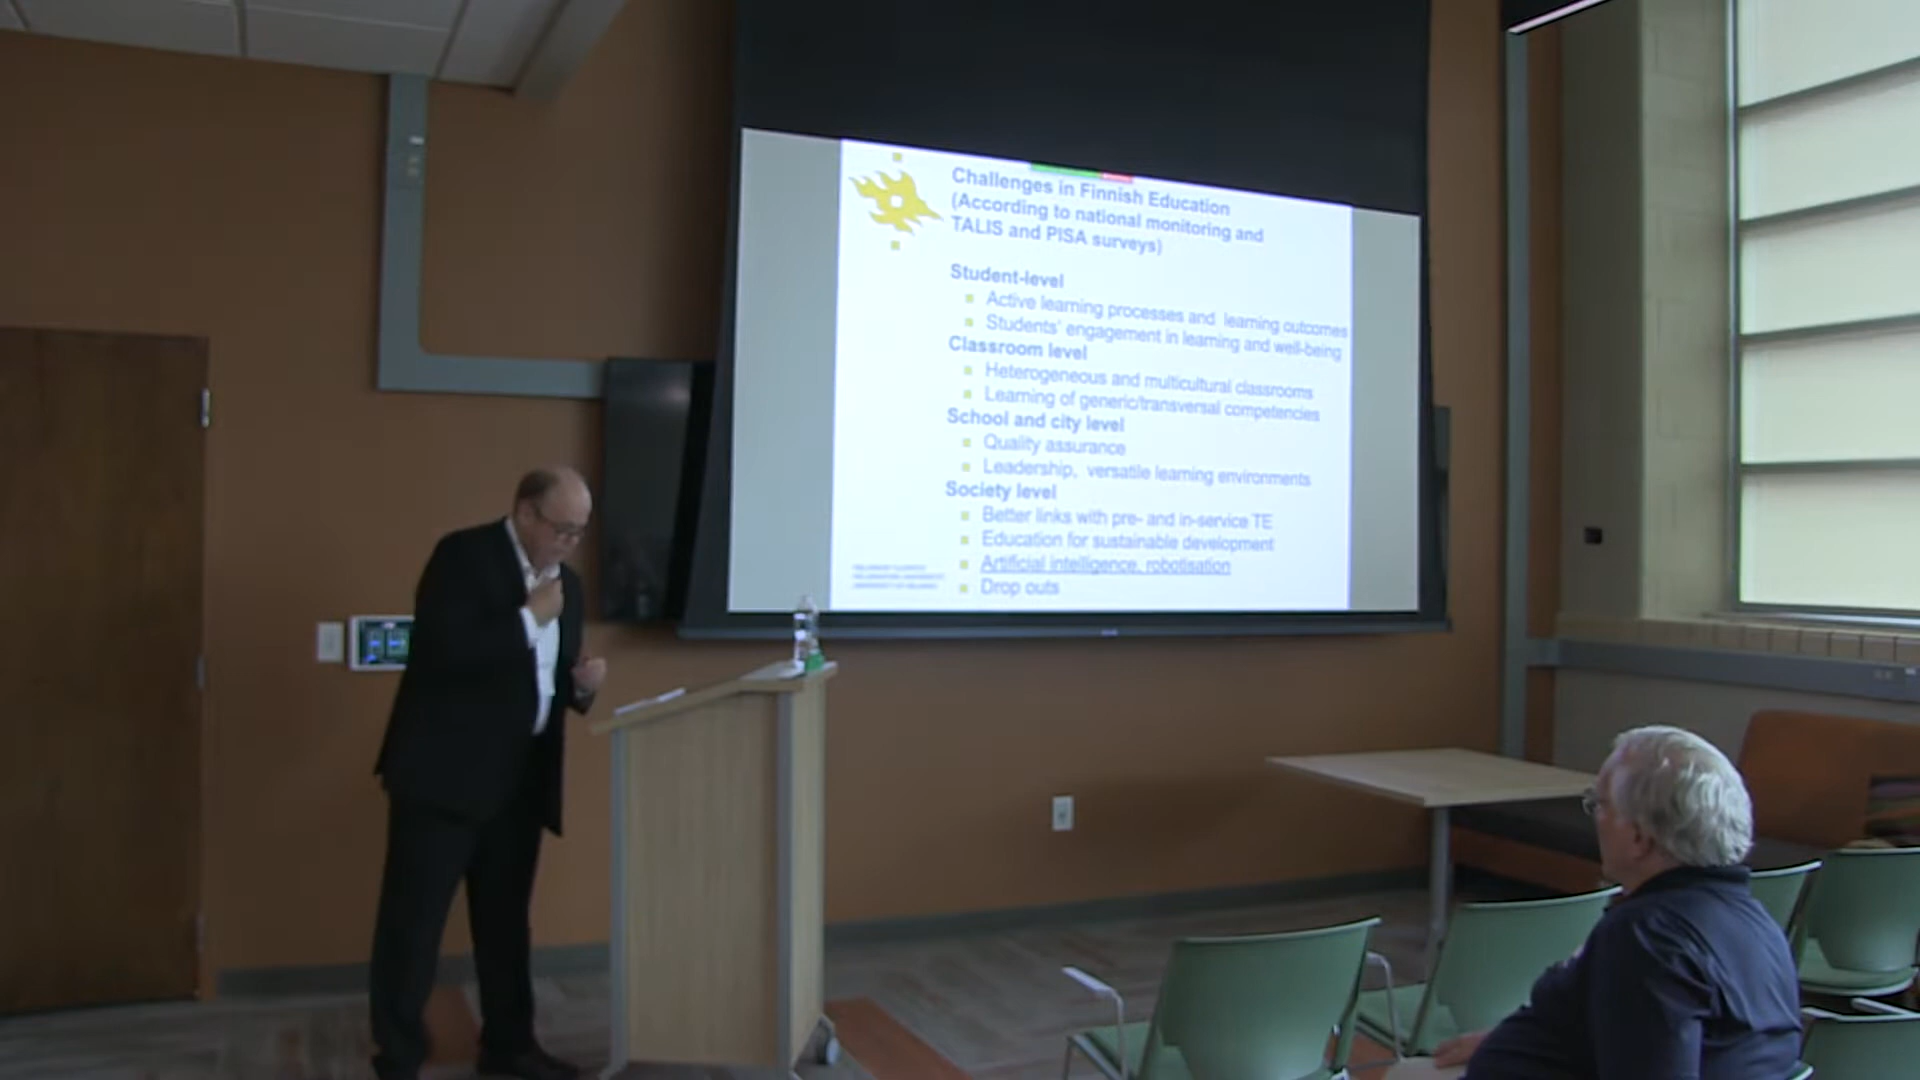 Challenges in Finnish Education
(According to national monitoring and
TALIS and PISA surveys)
Student-level
Active learning processes and learning outcomes
Students' engagement in learning and well-being
Classroom level
Heterogeneous and multicultural classrooms
Learning of generic/transversal competencies
School and city level
Quality assurance
Leadership, versatile learning environments
Society level
Better links with pre- and in-service TE
Education for sustainable development
Artificial intelligence, robotisation
Drop outs